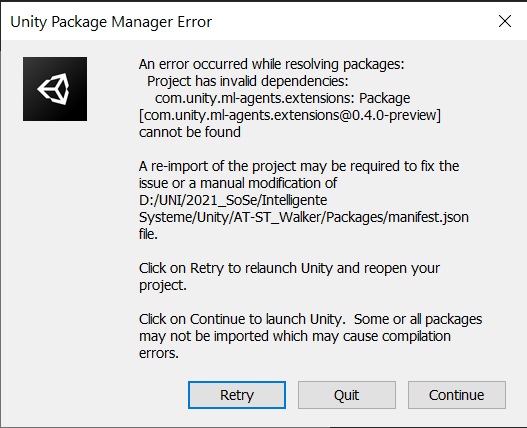 Unity Package Manager Error
An error occurred while resolving packages:
Project has invalid dependencies:
com.unity.ml-agents.extensions: Package
[com.unity.ml-agents.extensions@0.4.0-preview]
cannot be found
A re-import of the project may be required to fix the
issue or a manual modification of
D:/UNI/2021_SoSe/Intelligente
Systeme/Unity/AT-ST_Walker/Packages/manifest.json
file.
Click on Retry to relaunch Unity and reopen your
project.
Click on Continue to launch Unity.  Some or all packages
may not be imported which may cause compilation
errors.
Retry Quit Continue